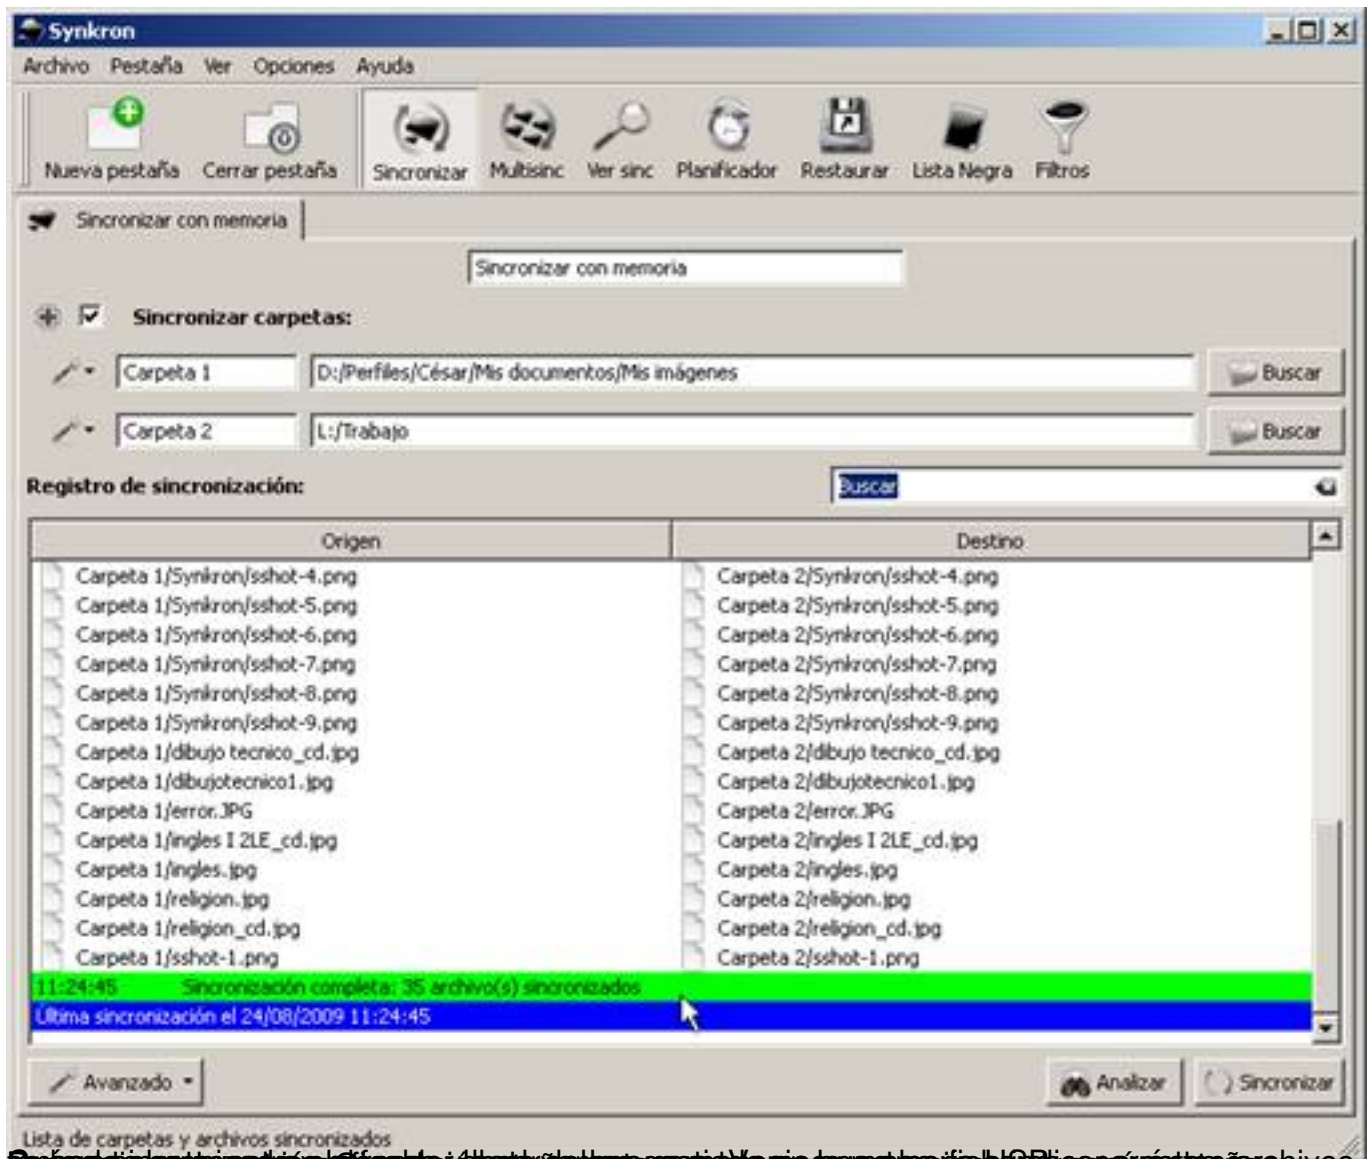 Synkron
Archivo Pestaña Ver Opciones Ayuda
Nueva pestaña Cerrar pestaña Sincronizar Multisinc Ver sinc Planificador Restaurar Lista Negra Filtros
Sincronizar con memoria
Sincronizar con memoria
Sincronizar carpetas:
Carpeta 1 D:/Perfiles/César/Mis documentos/Mis imágenes Buscar
Carpeta 2 L:/Trabajo Buscar
Registro de sincronización: Buscar
Origen Destino
Carpeta 1/Synkron/sshot-4.png Carpeta 2/Synkron/sshot-4.png
Carpeta 1/Synkron/sshot-5.png Carpeta 2/Synkron/sshot-5.png
Carpeta 1/Synkron/sshot-6.png Carpeta 2/Synkron/sshot-6.png
Carpeta 1/Synkron/sshot-7.png Carpeta 2/Synkron/sshot-7.png
Carpeta 1/Synkron/sshot-8.png Carpeta 2/Synkron/sshot-8.png
Carpeta 1/Synkron/sshot-9.png Carpeta 2/Synkron/sshot-9.png
Carpeta 1/dibujo tecnico_cd.jpg Carpeta 2/dibujo tecnico_cd.jpg
Carpeta 1/dibujotecnico1.jpg Carpeta 2/dibujotecnico1.jpg
Carpeta 1/error.JPG Carpeta 2/error.JPG
Carpeta 1/ingles I 2LE_cd.jpg Carpeta 2/ingles I 2LE_cd.jpg
Carpeta 1/ingles.jpg Carpeta 2/ingles.jpg
Carpeta 1/religion.jpg Carpeta 2/religion.jpg
Carpeta 1/religion_cd.jpg Carpeta 2/religion_cd.jpg
Carpeta 1/sshot-1.png Carpeta 2/sshot-1.png
11:24:45 Sincronización completa: 35 archivo(s) sincronizados
Última sincronización el 24/08/2009 11:24:45
Avanzado Analizar Sincronizar
Lista de carpetas y archivos sincronizados